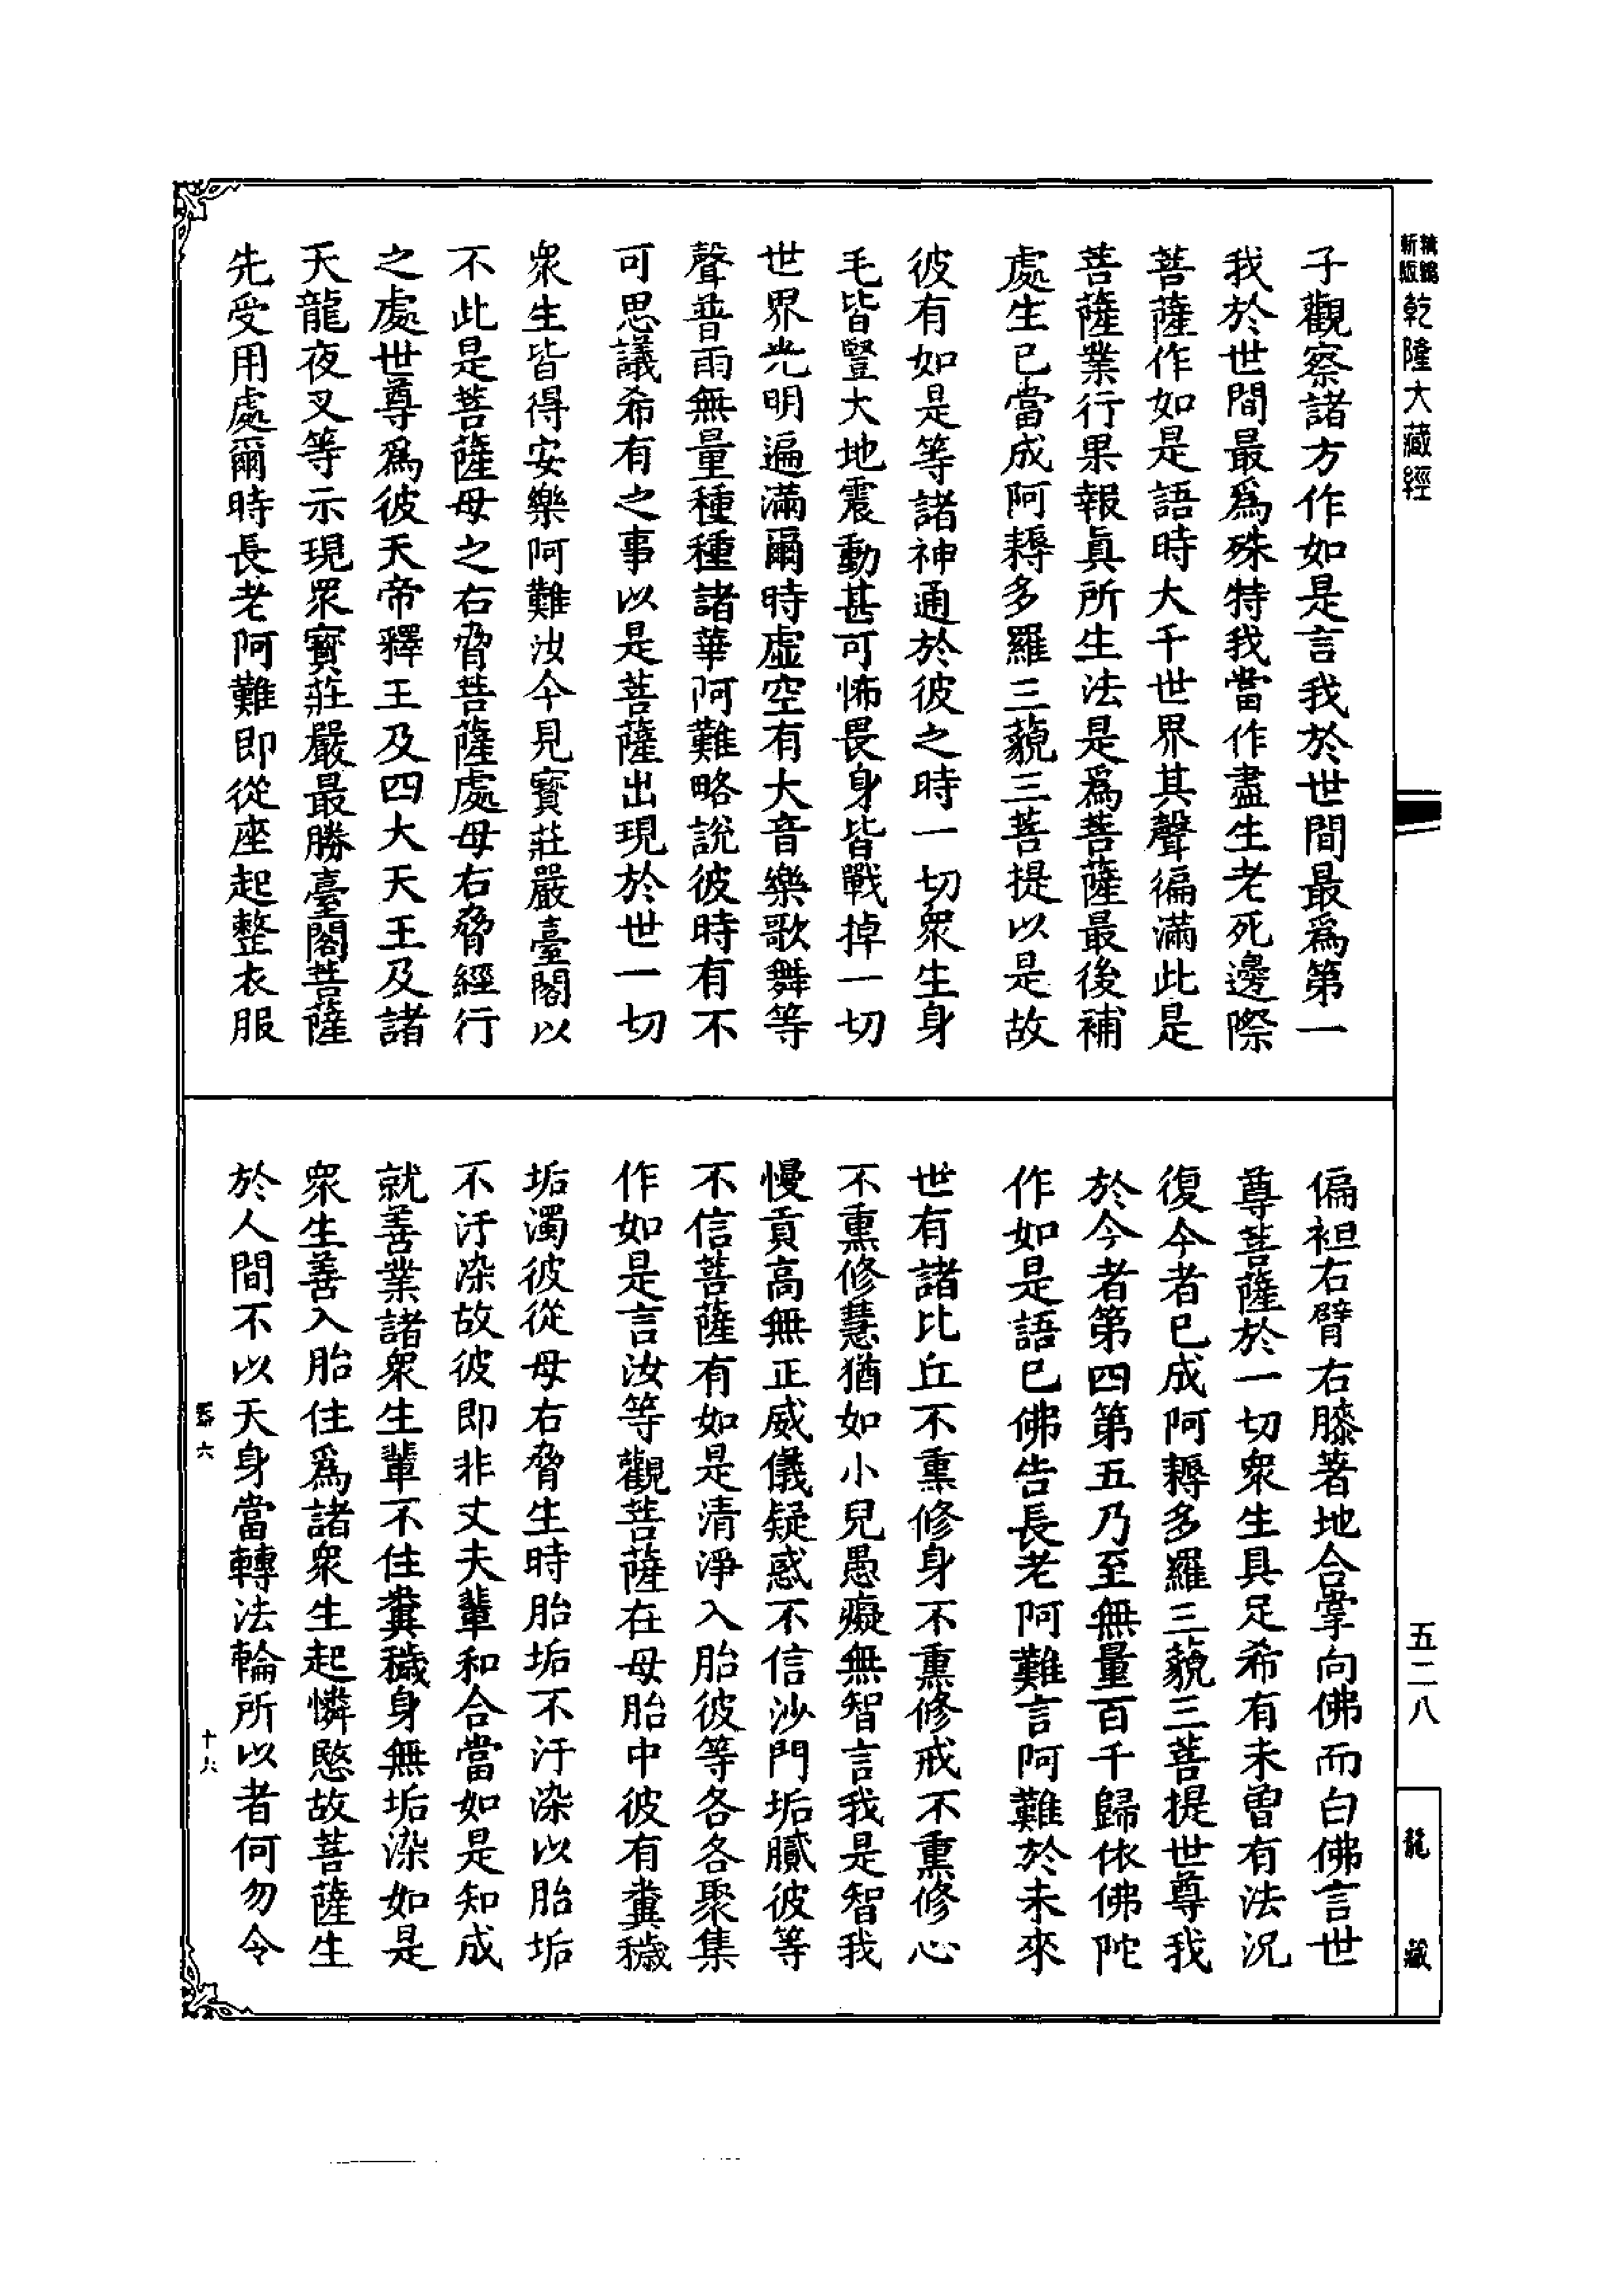 乾隆大藏經
子觀察諸方作如是言我於世間最爲第一
我於世間最爲殊特我當作盡生老死邊際
菩薩作如是語時大千世界其聲徧滿此是
菩薩業行果報眞所生法是爲菩薩最後補
處生已當成阿耨多羅三藐三菩提以是故
彼有如是等諸神通於彼之時一切衆生身
毛皆豎大地震動甚可怖畏身皆戰掉一切
世界光明遍滿爾時虛空有大音樂歌舞等
聲普雨無量種種諸華阿難略說彼時有不
可思議希有之事以是菩薩出現於世一切
衆生皆得安樂阿難汝今見寶莊嚴臺閣以
不此是菩薩母之右脅菩薩處母右脅經行
之處世尊爲彼天帝釋王及四大天王及諸
天龍夜叉等示現衆寶莊嚴最勝臺閣菩薩
先受用處爾時長老阿難即從座起整衣服
偏袒右臂右膝著地合掌向佛而白佛言世
尊菩薩於一切衆生具足希有未曾有法況
復今者已成阿耨多羅三藐三菩提世尊我
於今者第四第五乃至無量百千歸依佛陀
作如是語已佛告長老阿難言阿難於未來
世有諸比丘不熏修身不熏修戒不熏修心
不熏修慧猶如小兒愚癡無智言我是智我
慢貢高無正威儀疑惑不信沙門垢膩彼等
不信菩薩有如是清淨入胎彼等各各聚集
作如是言汝等觀菩薩在母胎中彼有糞穢
垢濁彼從母右脅生時胎垢不汙染以胎垢
不汙染故彼即非丈夫輩和合當如是知成
就善業諸衆生輩不住糞穢身無垢染如是
衆生善入胎住爲諸衆生起憐愍故菩薩生
於人間不以天身當轉法輪所以者何勿令
六
十六
五二八
龍藏